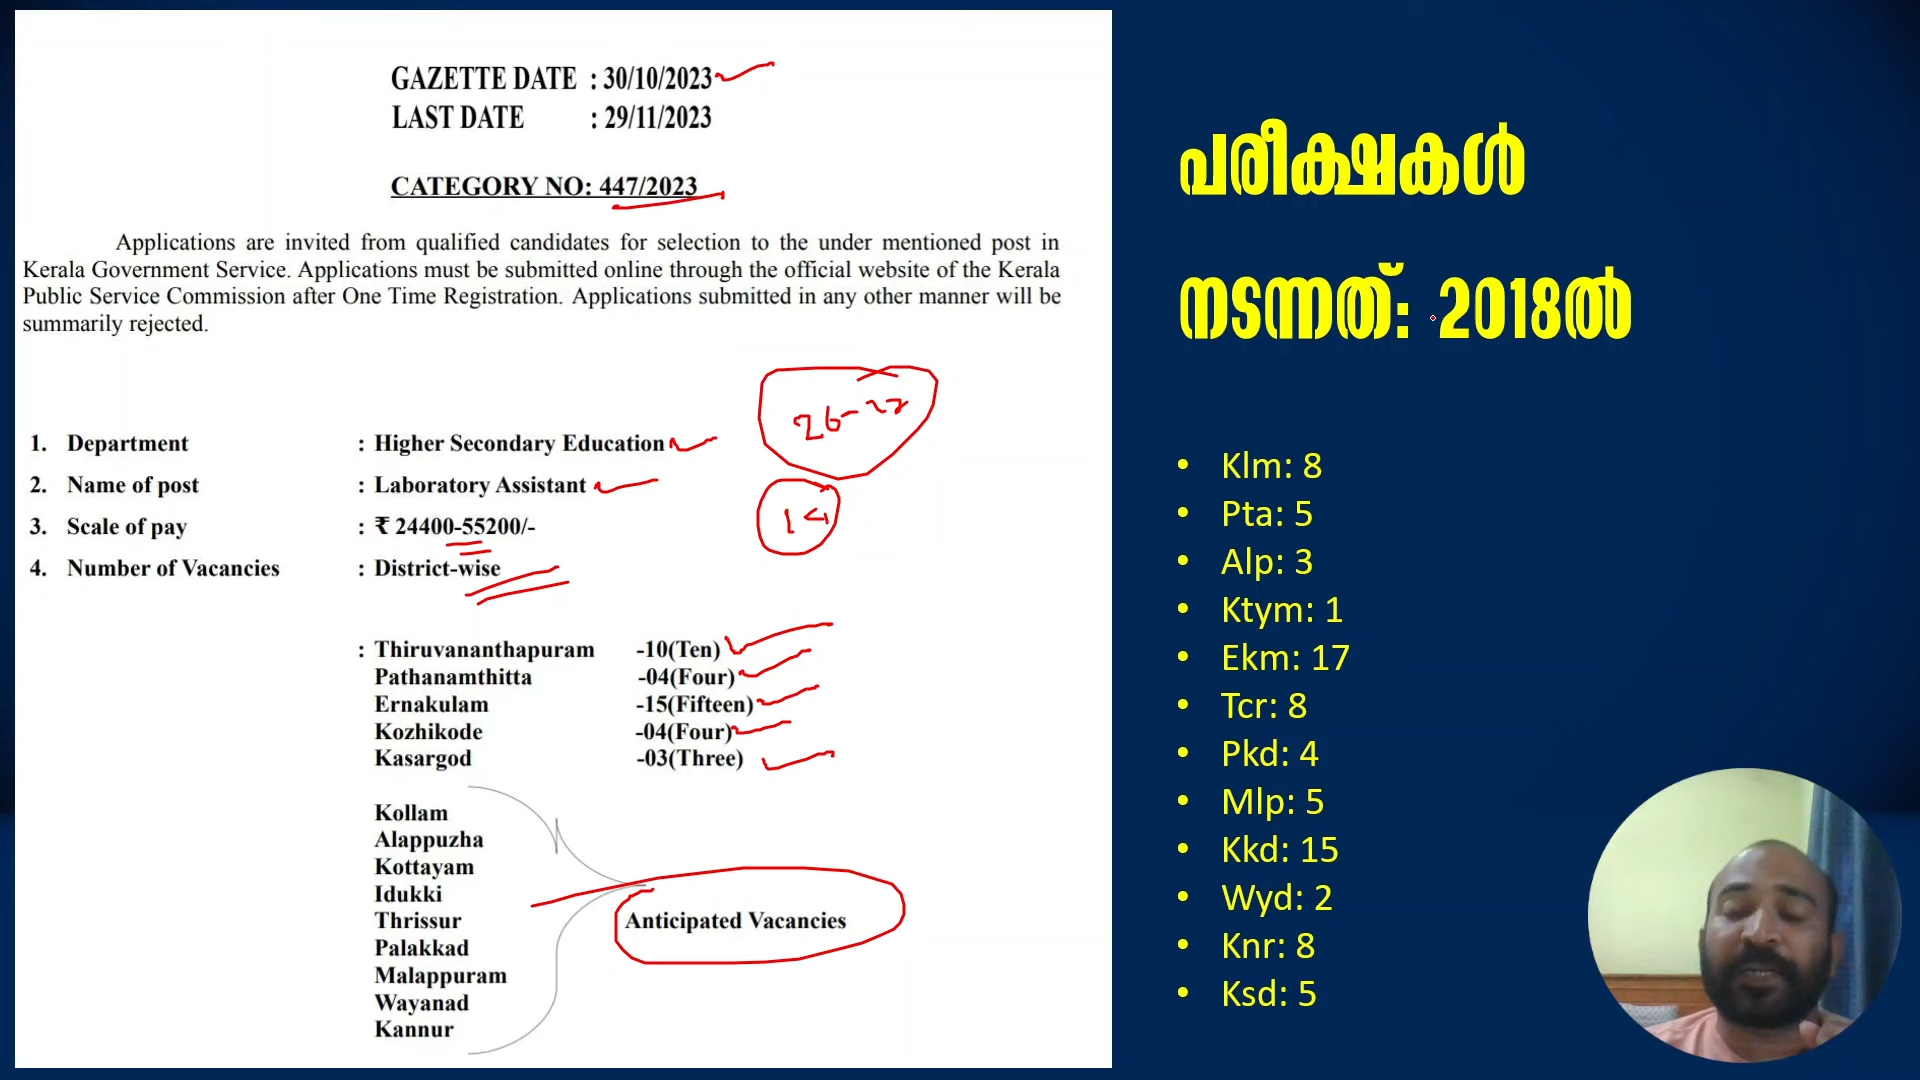 GAZETTE DATE : 30/10/2023
LAST DATE : 29/11/2023
CATEGORY NO: 447/2023
Applications are invited from qualified candidates for selection to the under mentioned post in
Kerala Government Service. Applications must be submitted online through the official website of the Kerala
Public Service Commission after One Time Registration. Applications submitted in any other manner will be
summarily rejected.
26-27
14
1. Department : Higher Secondary Education
2. Name of post : Laboratory Assistant
3. Scale of pay : ₹ 24400-55200/-
4. Number of Vacancies : District-wise
: Thiruvananthapuram -10(Ten)
Pathanamthitta -04(Four)
Ernakulam -15(Fifteen)
Kozhikode -04(Four)
Kasargod -03(Three)
Kollam
Alappuzha
Kottayam
Idukki
Thrissur
Palakkad
Malappuram
Wayanad
Kannur
Anticipated Vacancies
പരീക്ഷകൾ
നടന്നത്: 2018ൽ
• Klm: 8
• Pta: 5
• Alp: 3
• Ktym: 1
• Ekm: 17
• Tcr: 8
• Pkd: 4
• Mlp: 5
• Kkd: 15
• Wyd: 2
• Knr: 8
• Ksd: 5